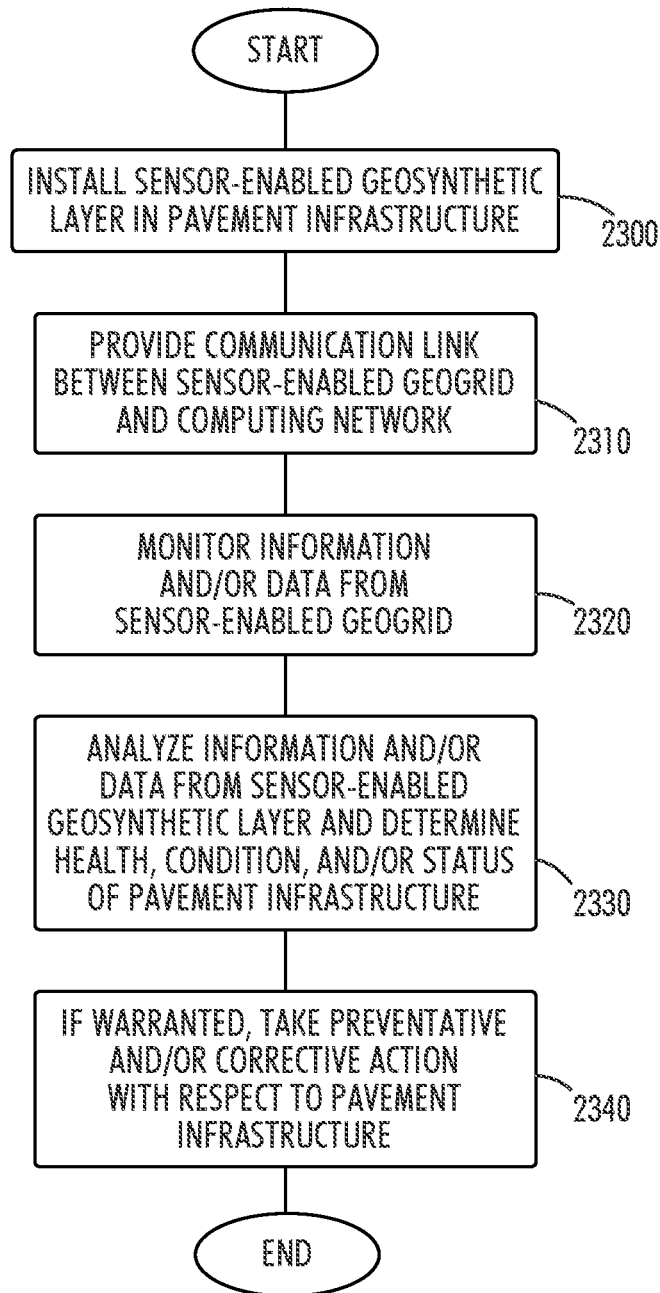 START
INSTALL SENSOR-ENABLED GEOSYNTHETIC
LAYER IN PAVEMENT INFRASTRUCTURE
2300
PROVIDE COMMUNICATION LINK
BETWEEN SENSOR-ENABLED GEOGRID
AND COMPUTING NETWORK
2310
MONITOR INFORMATION
AND/OR DATA FROM
SENSOR-ENABLED GEOGRID
2320
ANALYZE INFORMATION AND/OR
DATA FROM SENSOR-ENABLED
GEOSYNTHETIC LAYER AND DETERMINE
HEALTH, CONDITION, AND/OR STATUS
OF PAVEMENT INFRASTRUCTURE
2330
IF WARRANTED, TAKE PREVENTATIVE
AND/OR CORRECTIVE ACTION
WITH RESPECT TO PAVEMENT
INFRASTRUCTURE
2340
END